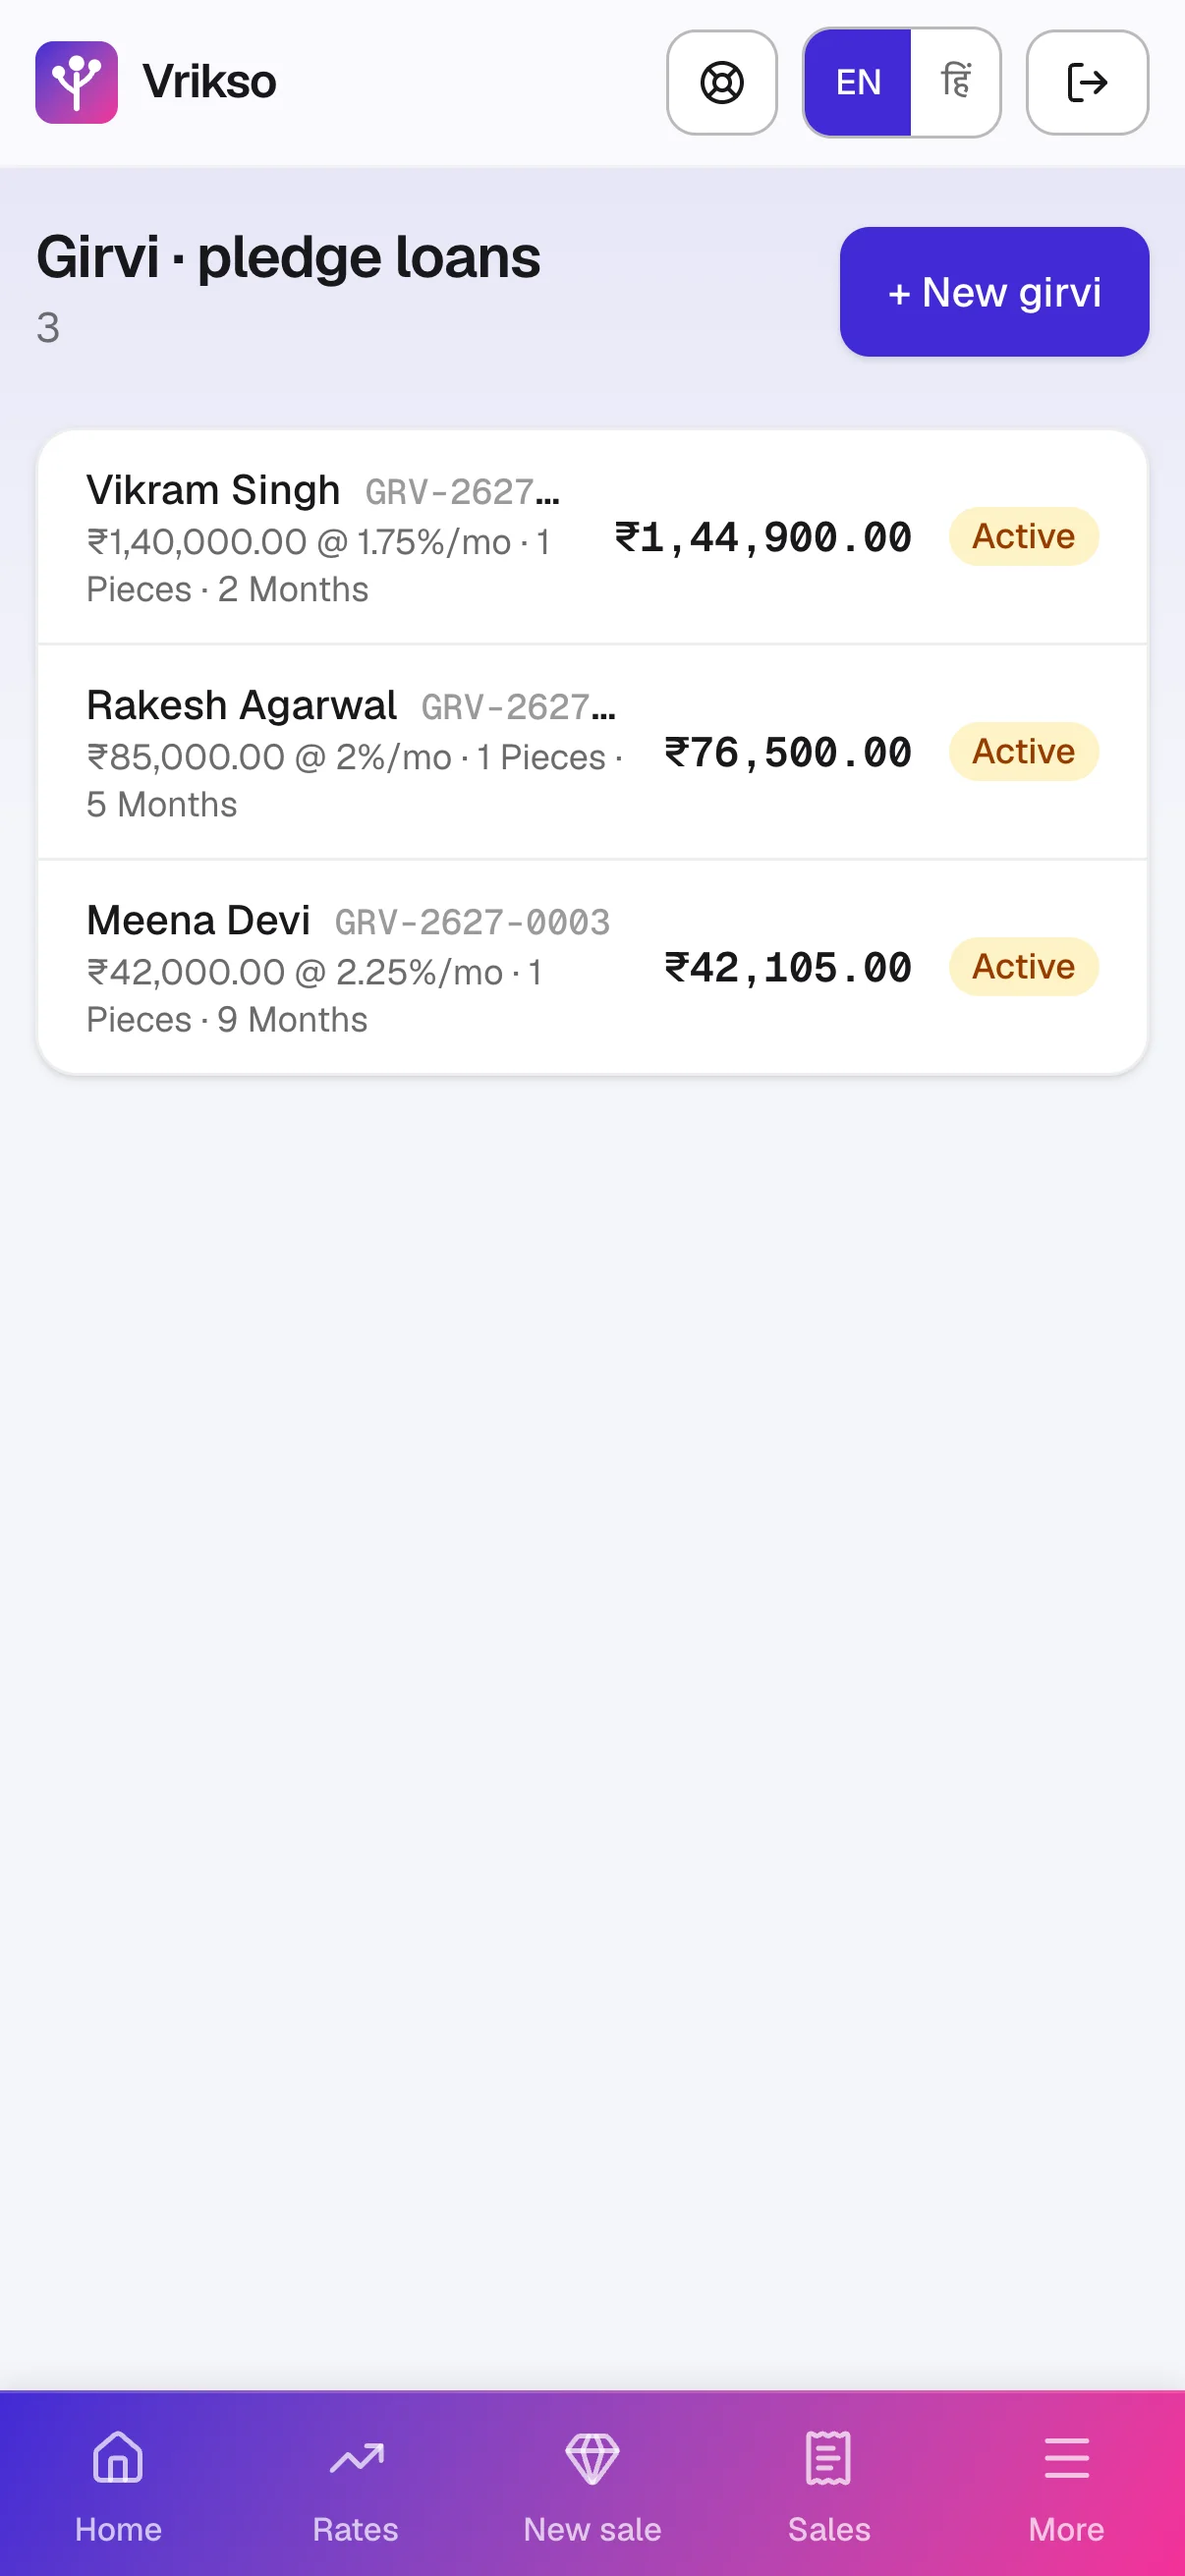 Vrikso
EN
हिं
Girvi · pledge loans
+ New girvi
3
Vikram Singh GRV-2627…
₹1,40,000.00 @ 1.75%/mo · 1
Pieces · 2 Months
₹1,44,900.00
Active
Rakesh Agarwal GRV-2627…
₹85,000.00 @ 2%/mo · 1 Pieces ·
5 Months
₹76,500.00
Active
Meena Devi GRV-2627-0003
₹42,000.00 @ 2.25%/mo · 1
Pieces · 9 Months
₹42,105.00
Active
Home
Rates
New sale
Sales
More